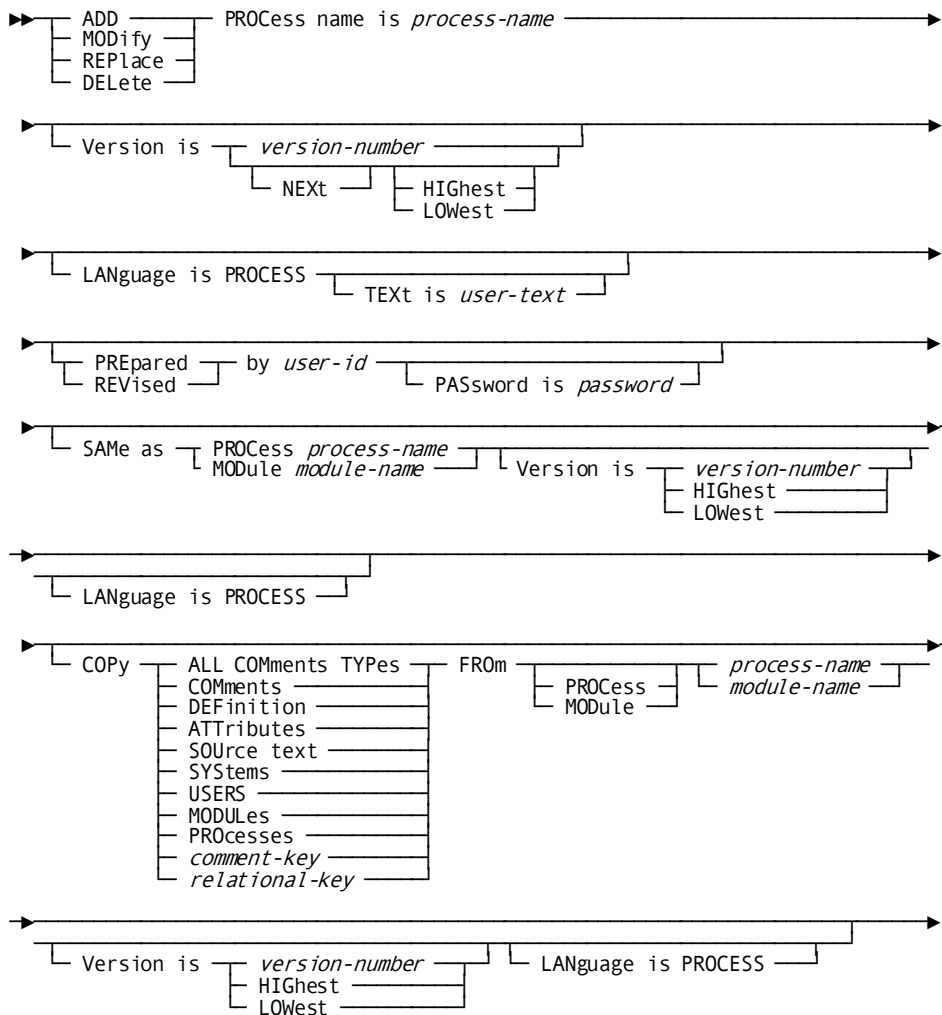 ADD PROCess name is process-name
MODify
REPlace
DELete
Version is version-number
NEXt HIGhest
LOWest
LANguage is PROCESS
TEXt is user-text
PREpared by user-id
REVised PASsword is password
SAMe as PROCess process-name
MODule module-name Version is version-number
HIGhest
LOWest
LANguage is PROCESS
COPy ALL COMments TYPes FROm process-name
COMments PROCess module-name
DEFinition MODule
ATTributes
SOUrce text
SYStems
USERS
MODULes
PROcesses
comment-key
relational-key
Version is version-number LANguage is PROCESS
HIGhest
LOWest